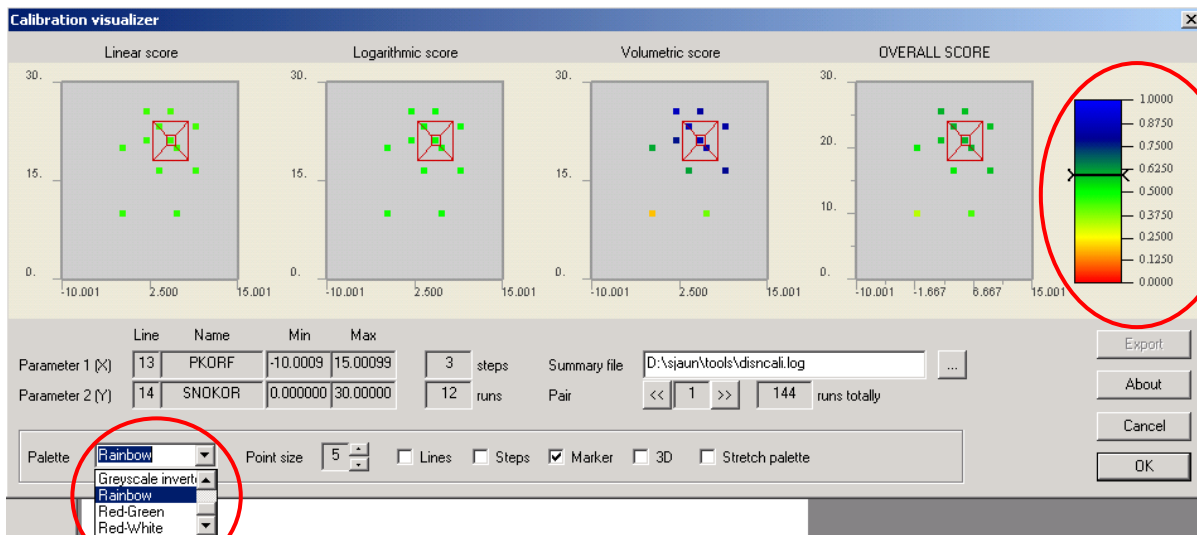 Calibration visualizer
Linear score Logarithmic score Volumetric score OVERALL SCORE
30. 30. 30. 30.
1.0000
0.8750
20. 0.7500
15. 15. 15. 0.6250
0.5000
10. 0.3750
0.2500
0. 0. 0. 0. 0.1250
0.0000
-10.001 2.500 15.001 -10.001 2.500 15.001 -10.001 2.500 15.001 -10.001 -1.667 6.667 15.001
Line Name Min Max
Parameter 1 (X) 13 PKORF -10.0009 15.00099 3 steps Summary file D:\sjaun\tools\disncali.log ...
Parameter 2 (Y) 14 SNOKOR 0.000000 30.00000 12 runs Pair << 1 >> 144 runs totally
Export
About
Cancel
OK
Palette Rainbow Point size 5 Lines Steps Marker 3D Stretch palette
Greyscale inverte
Rainbow
Red-Green
Red-White